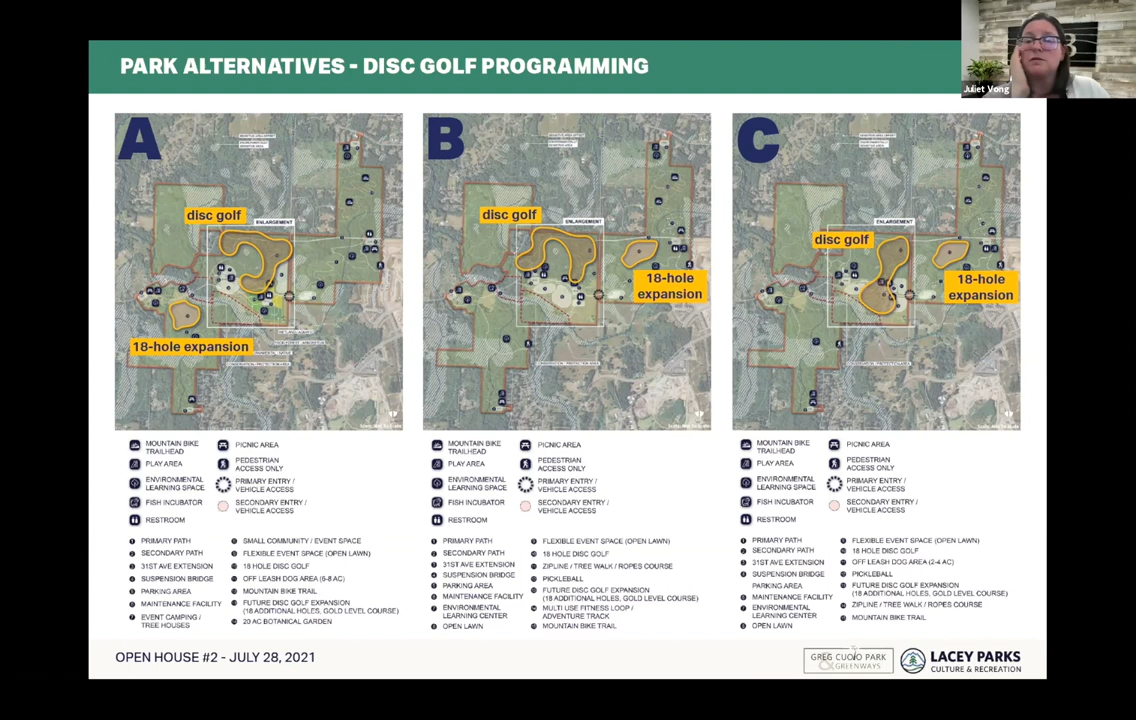 PARK ALTERNATIVES - DISC GOLF PROGRAMMING
Juliet Vong
A
disc golf
ENLARGEMENT
18-hole expansion
B
disc golf
ENLARGEMENT
18-hole
expansion
C
disc golf
ENLARGEMENT
18-hole
expansion
MOUNTAIN BIKE
TRAILHEAD
PLAY AREA
ENVIRONMENTAL
LEARNING SPACE
FISH INCUBATOR
RESTROOM
PICNIC AREA
PEDESTRIAN
ACCESS ONLY
PRIMARY ENTRY /
VEHICLE ACCESS
SECONDARY ENTRY /
VEHICLE ACCESS
PRIMARY PATH
SECONDARY PATH
31ST AVE EXTENSION
SUSPENSION BRIDGE
PARKING AREA
MAINTENANCE FACILITY
EVENT CAMPING /
TREE HOUSES
SMALL COMMUNITY / EVENT SPACE
FLEXIBLE EVENT SPACE (OPEN LAWN)
18 HOLE DISC GOLF
OFF LEASH DOG AREA (6-8 AC)
MOUNTAIN BIKE TRAIL
FUTURE DISC GOLF EXPANSION
(18 ADDITIONAL HOLES, GOLD LEVEL COURSE)
20 AC BOTANICAL GARDEN
MOUNTAIN BIKE
TRAILHEAD
PLAY AREA
ENVIRONMENTAL
LEARNING SPACE
FISH INCUBATOR
RESTROOM
PICNIC AREA
PEDESTRIAN
ACCESS ONLY
PRIMARY ENTRY /
VEHICLE ACCESS
SECONDARY ENTRY /
VEHICLE ACCESS
PRIMARY PATH
SECONDARY PATH
31ST AVE EXTENSION
SUSPENSION BRIDGE
PARKING AREA
MAINTENANCE FACILITY
ENVIRONMENTAL
LEARNING CENTER
OPEN LAWN
FLEXIBLE EVENT SPACE (OPEN LAWN)
18 HOLE DISC GOLF
ZIPLINE / TREE WALK / ROPES COURSE
PICKLEBALL
FUTURE DISC GOLF EXPANSION
(18 ADDITIONAL HOLES, GOLD LEVEL COURSE)
MULTI USE FITNESS LOOP /
ADVENTURE TRACK
MOUNTAIN BIKE TRAIL
MOUNTAIN BIKE
TRAILHEAD
PLAY AREA
ENVIRONMENTAL
LEARNING SPACE
FISH INCUBATOR
RESTROOM
PICNIC AREA
PEDESTRIAN
ACCESS ONLY
PRIMARY ENTRY /
VEHICLE ACCESS
SECONDARY ENTRY /
VEHICLE ACCESS
PRIMARY PATH
SECONDARY PATH
31ST AVE EXTENSION
SUSPENSION BRIDGE
PARKING AREA
MAINTENANCE FACILITY
ENVIRONMENTAL
LEARNING CENTER
OPEN LAWN
FLEXIBLE EVENT SPACE (OPEN LAWN)
18 HOLE DISC GOLF
OFF LEASH DOG AREA (2-4 AC)
PICKLEBALL
FUTURE DISC GOLF EXPANSION
(18 ADDITIONAL HOLES, GOLD LEVEL COURSE)
ZIPLINE / TREE WALK / ROPES COURSE
MOUNTAIN BIKE TRAIL
OPEN HOUSE #2 - JULY 28, 2021
GREG CUOIO PARK
& GREENWAYS
LACEY PARKS
CULTURE & RECREATION